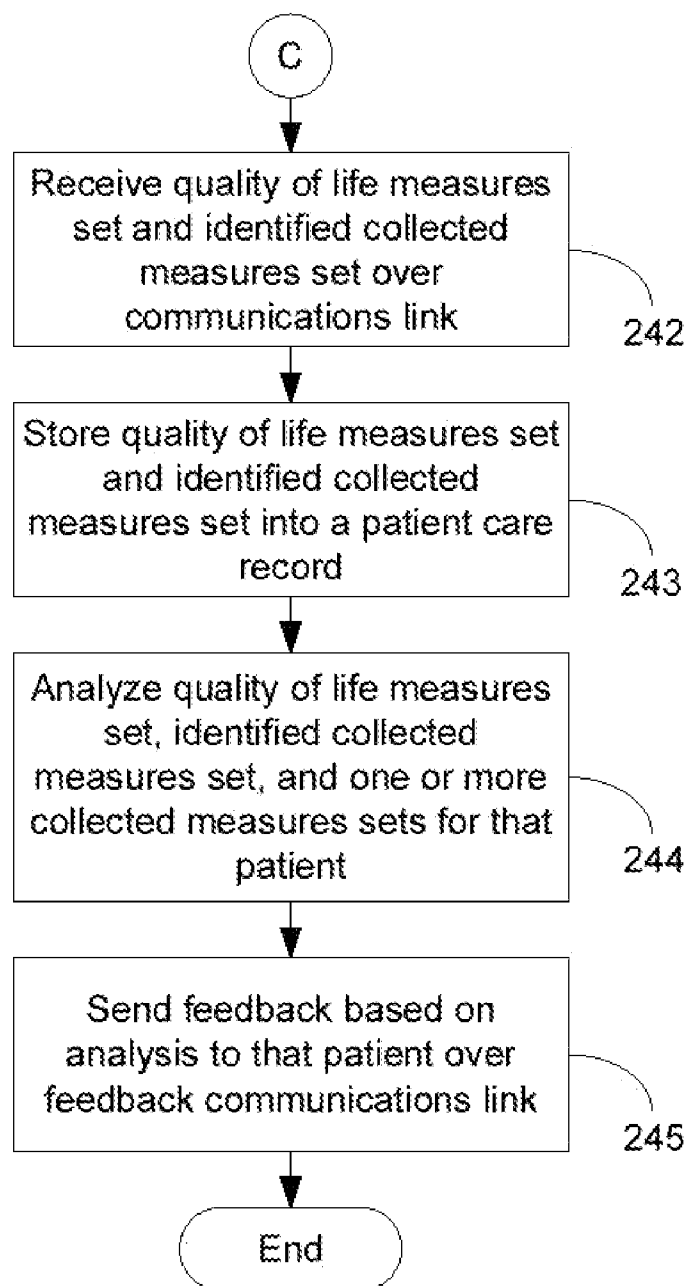 C
Receive quality of life measures
set and identified collected
measures set over
communications link
242
Store quality of life measures set
and identified collected
measures set into a patient care
record
243
Analyze quality of life measures
set, identified collected
measures set, and one or more
collected measures sets for that
patient
244
Send feedback based on
analysis to that patient over
feedback communications link
245
End